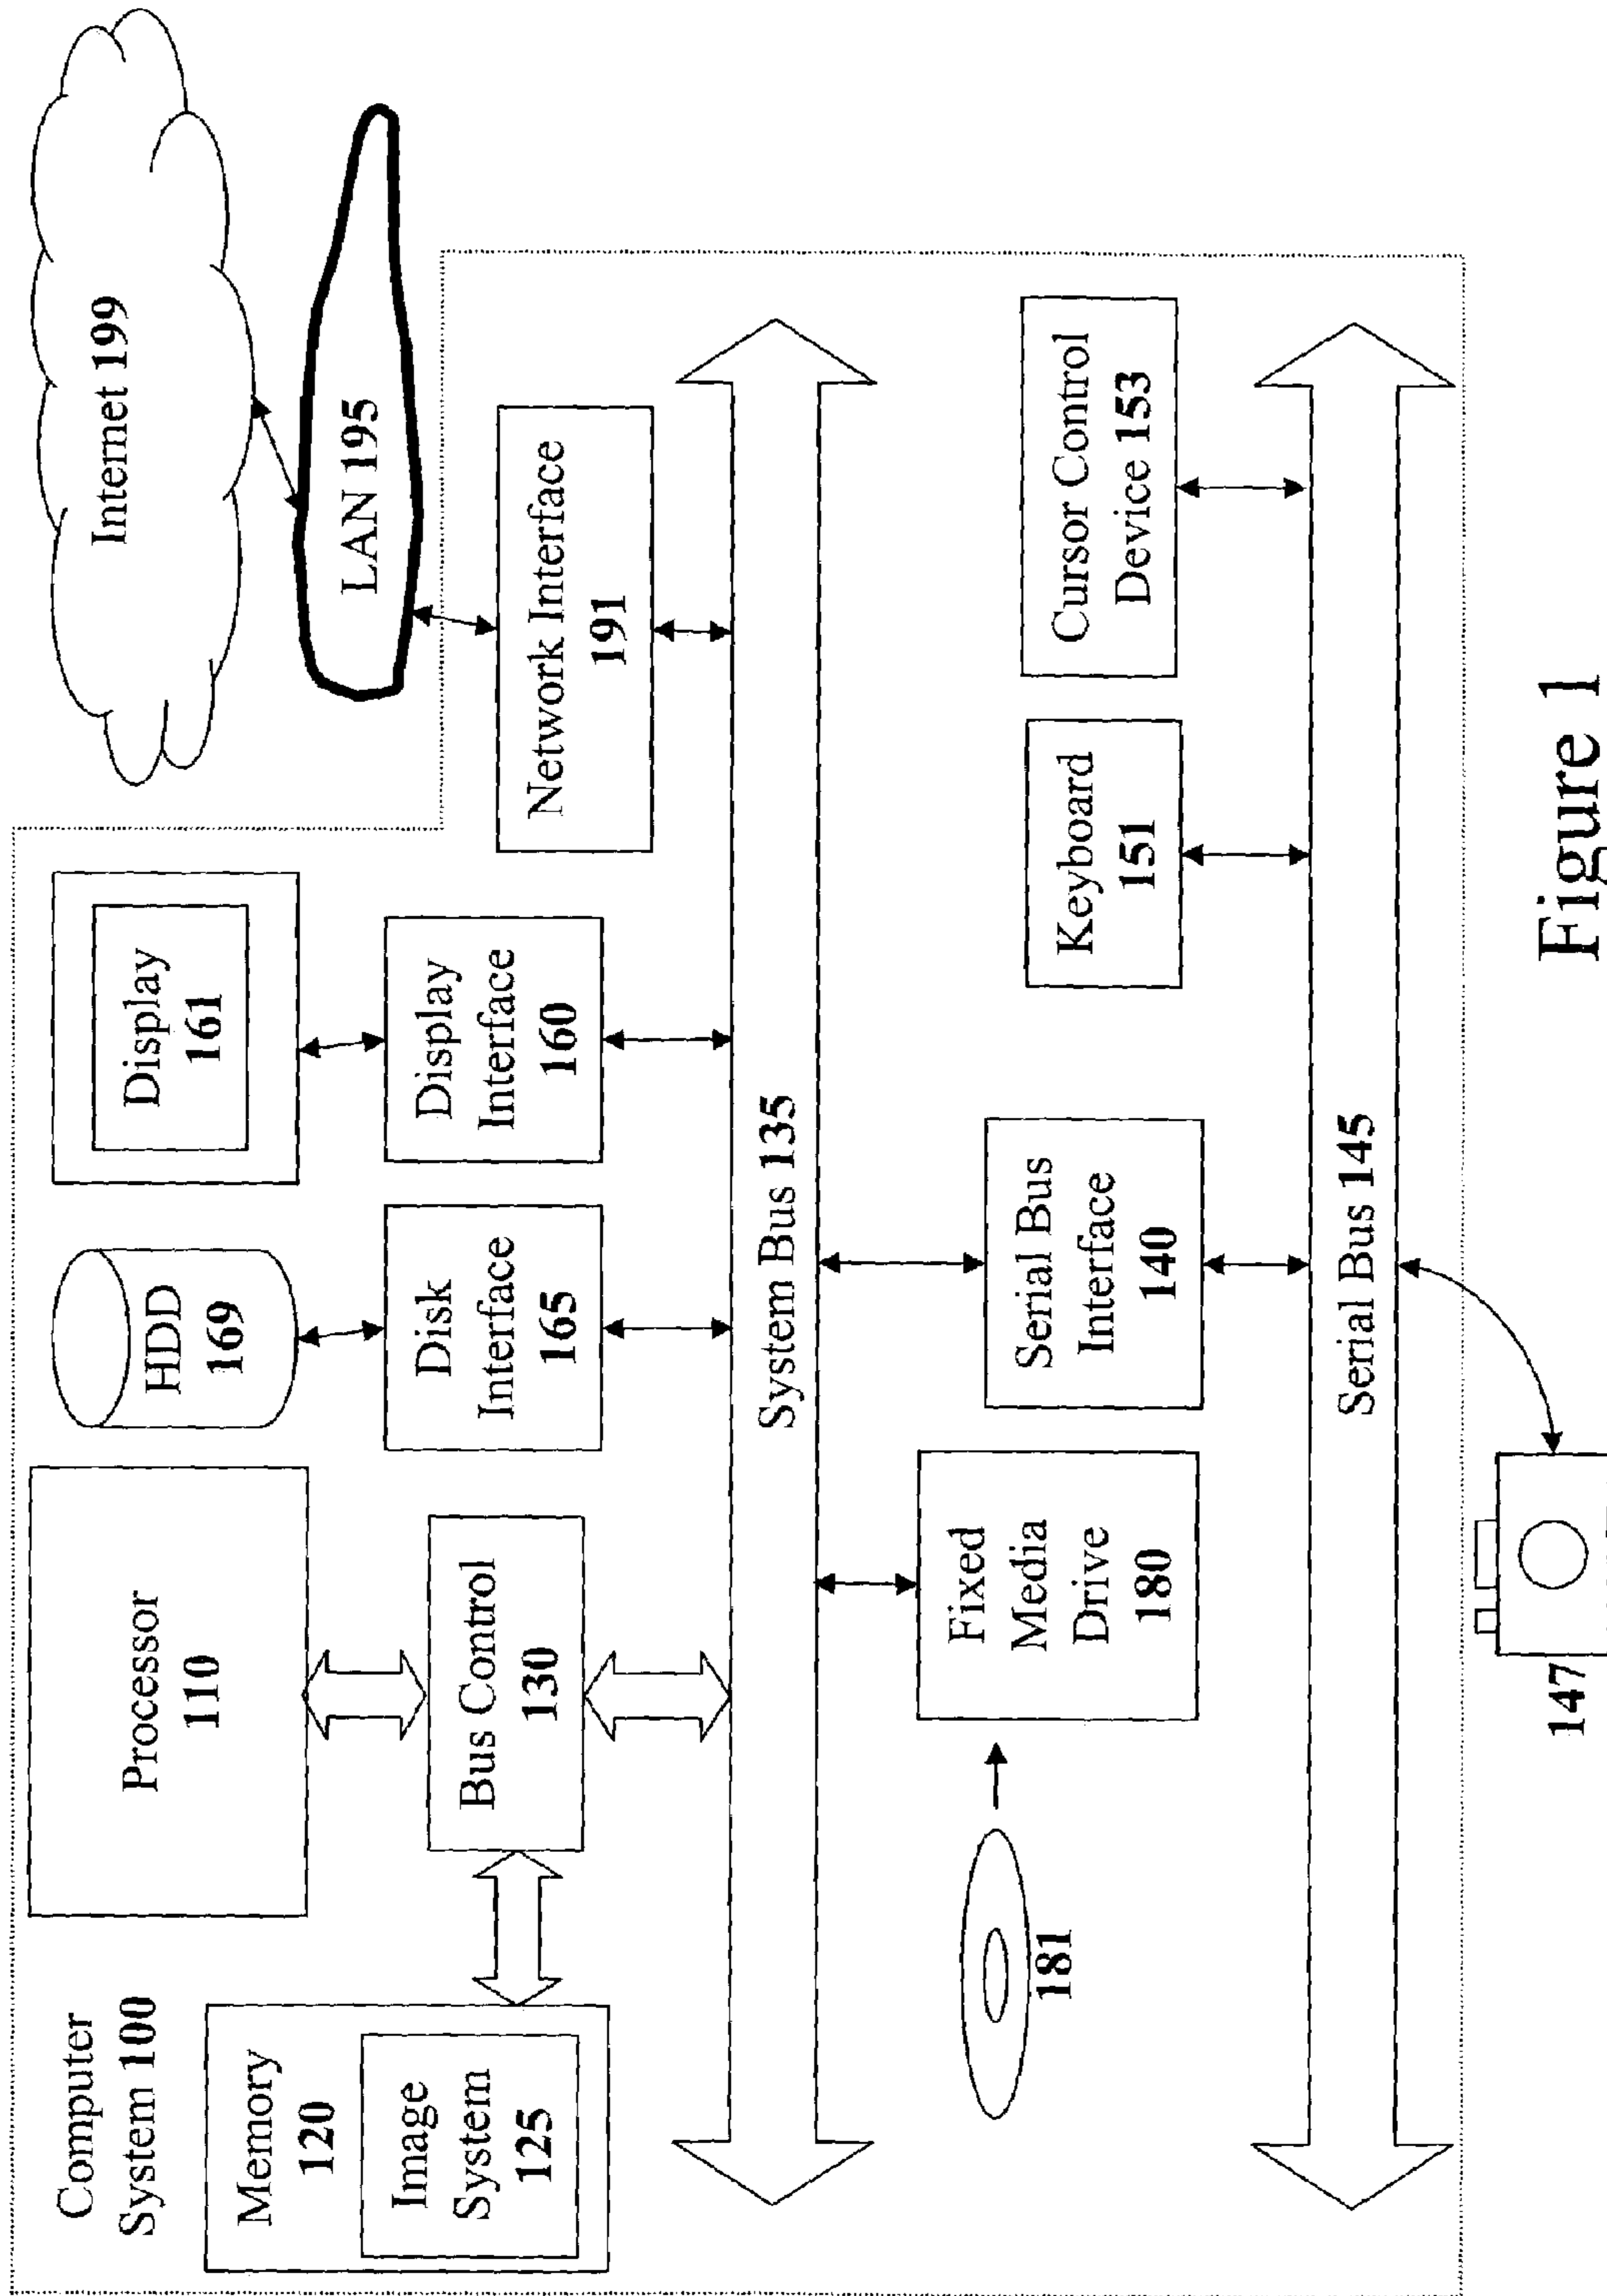 Computer
System 100
Processor
110
HDD
169
Display
161
Internet 199
LAN 195
Memory
120
Image
System
125
Bus Control
130
Disk
Interface
165
Display
Interface
160
Network Interface
191
System Bus 135
181
Fixed
Media
Drive
180
Serial Bus
Interface
140
Keyboard
151
Cursor Control
Device 153
Serial Bus 145
147
Figure 1